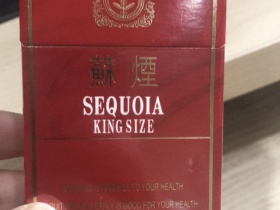 蘇煙
SEQUOIA
KING SIZE
TO YOUR HEALTH
GOOD FOR YOUR HEALTH